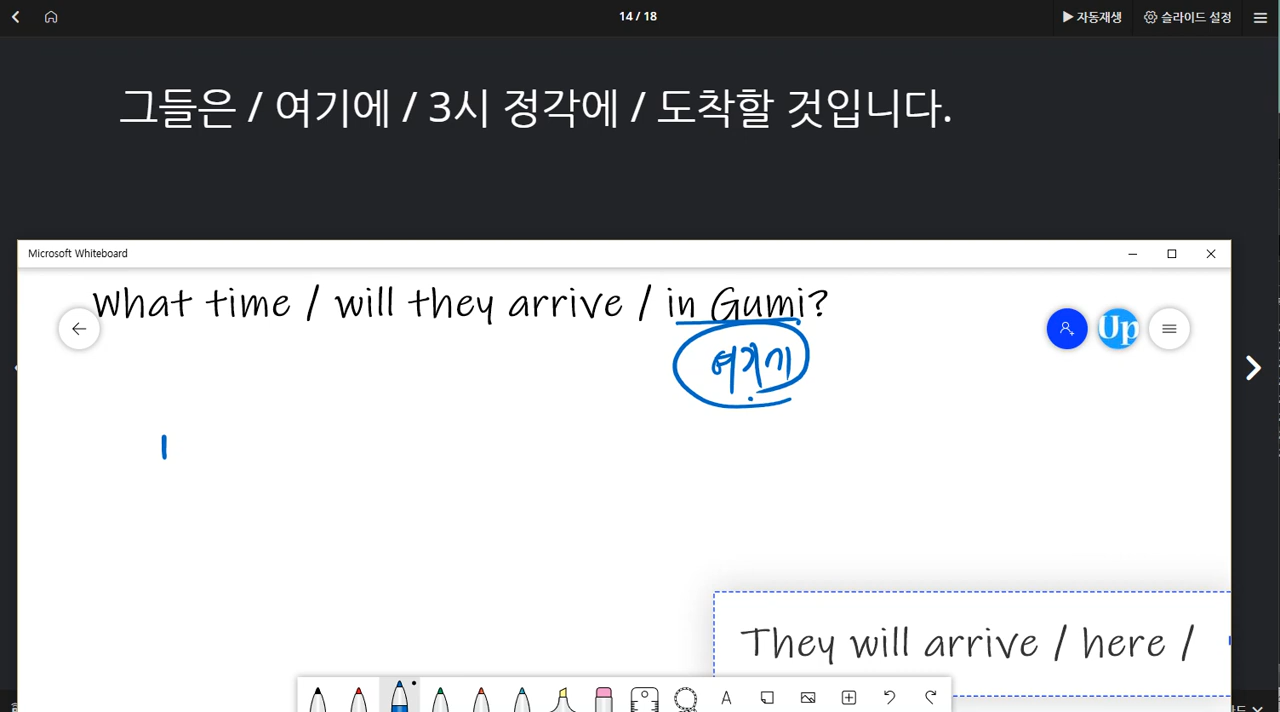 14 / 18
자동재생
슬라이드 설정
그들은 / 여기에 / 3시 정각에 / 도착할 것입니다.
Microsoft Whiteboard
What time / will they arrive / in Gumi?
Up
여기에
They will arrive / here /
A